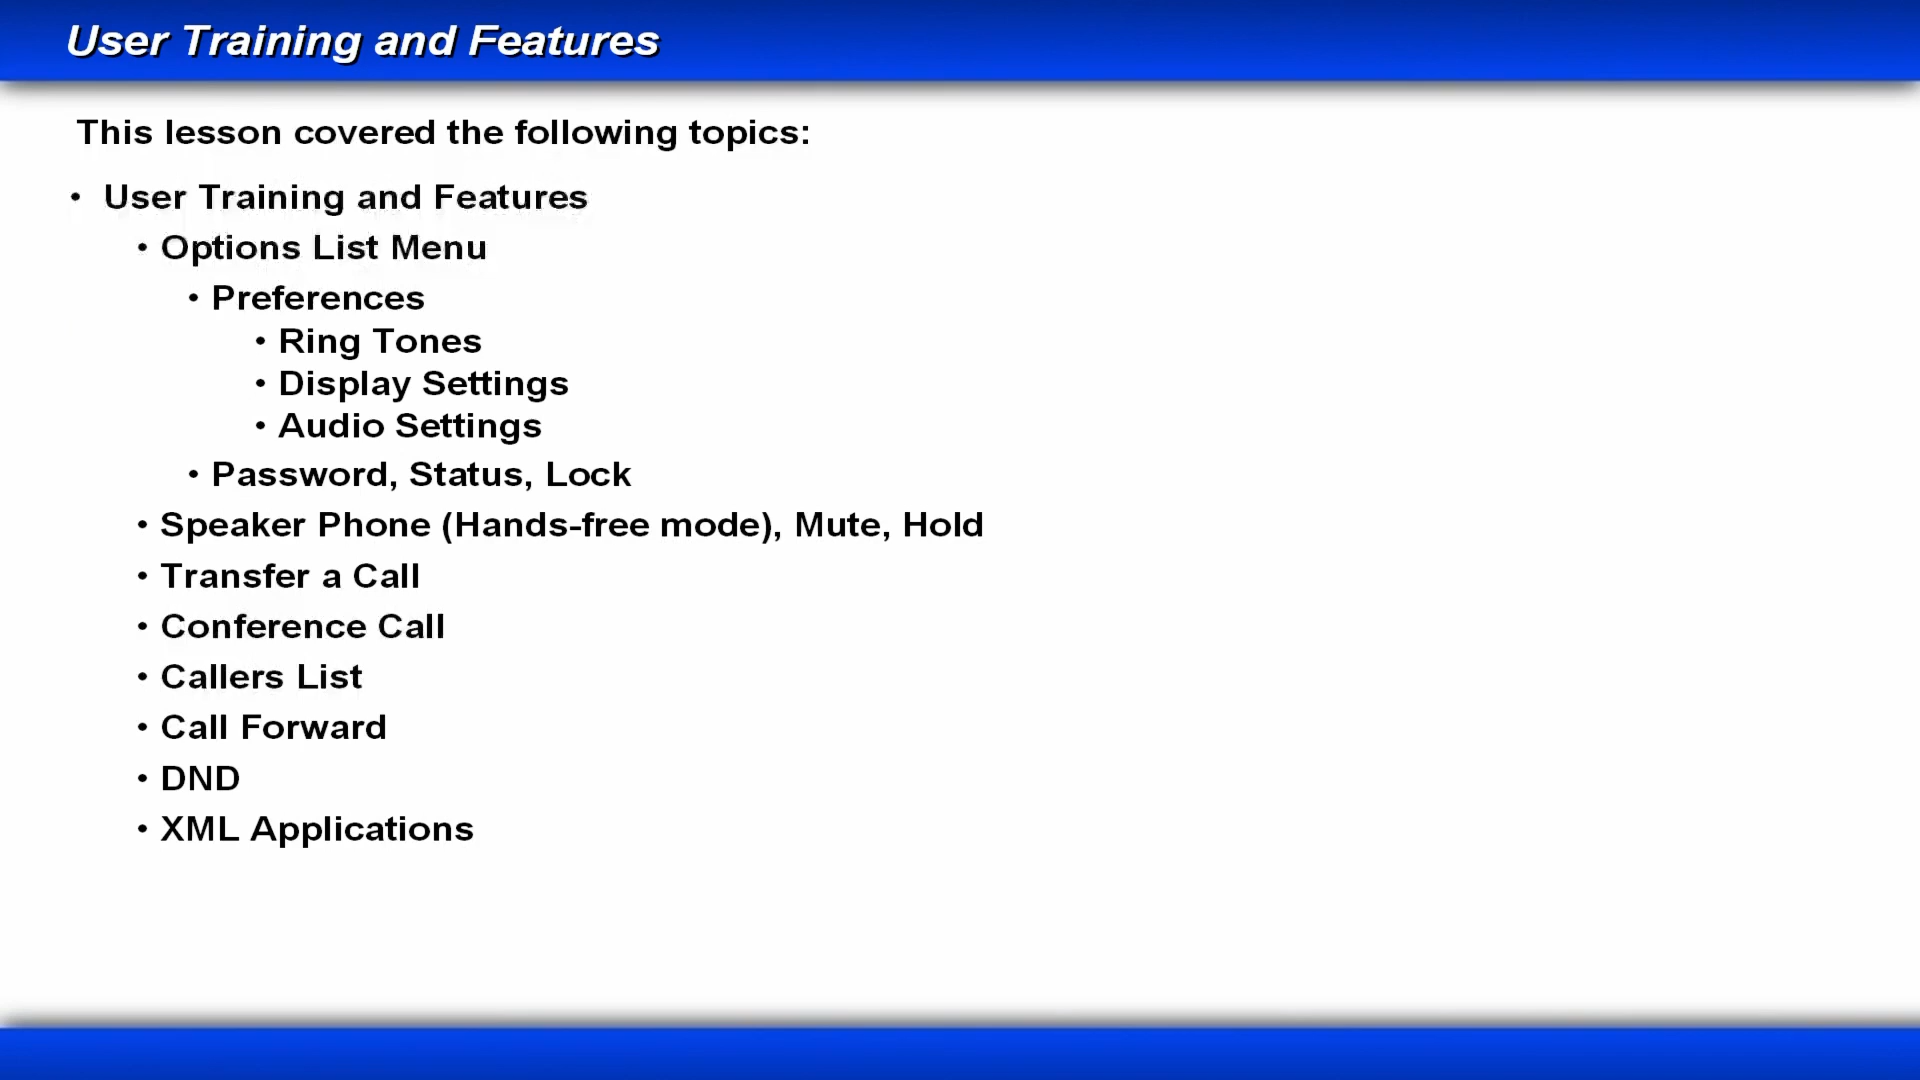 User Training and Features
This lesson covered the following topics:
• User Training and Features
• Options List Menu
• Preferences
• Ring Tones
• Display Settings
• Audio Settings
• Password, Status, Lock
• Speaker Phone (Hands-free mode), Mute, Hold
• Transfer a Call
• Conference Call
• Callers List
• Call Forward
• DND
• XML Applications